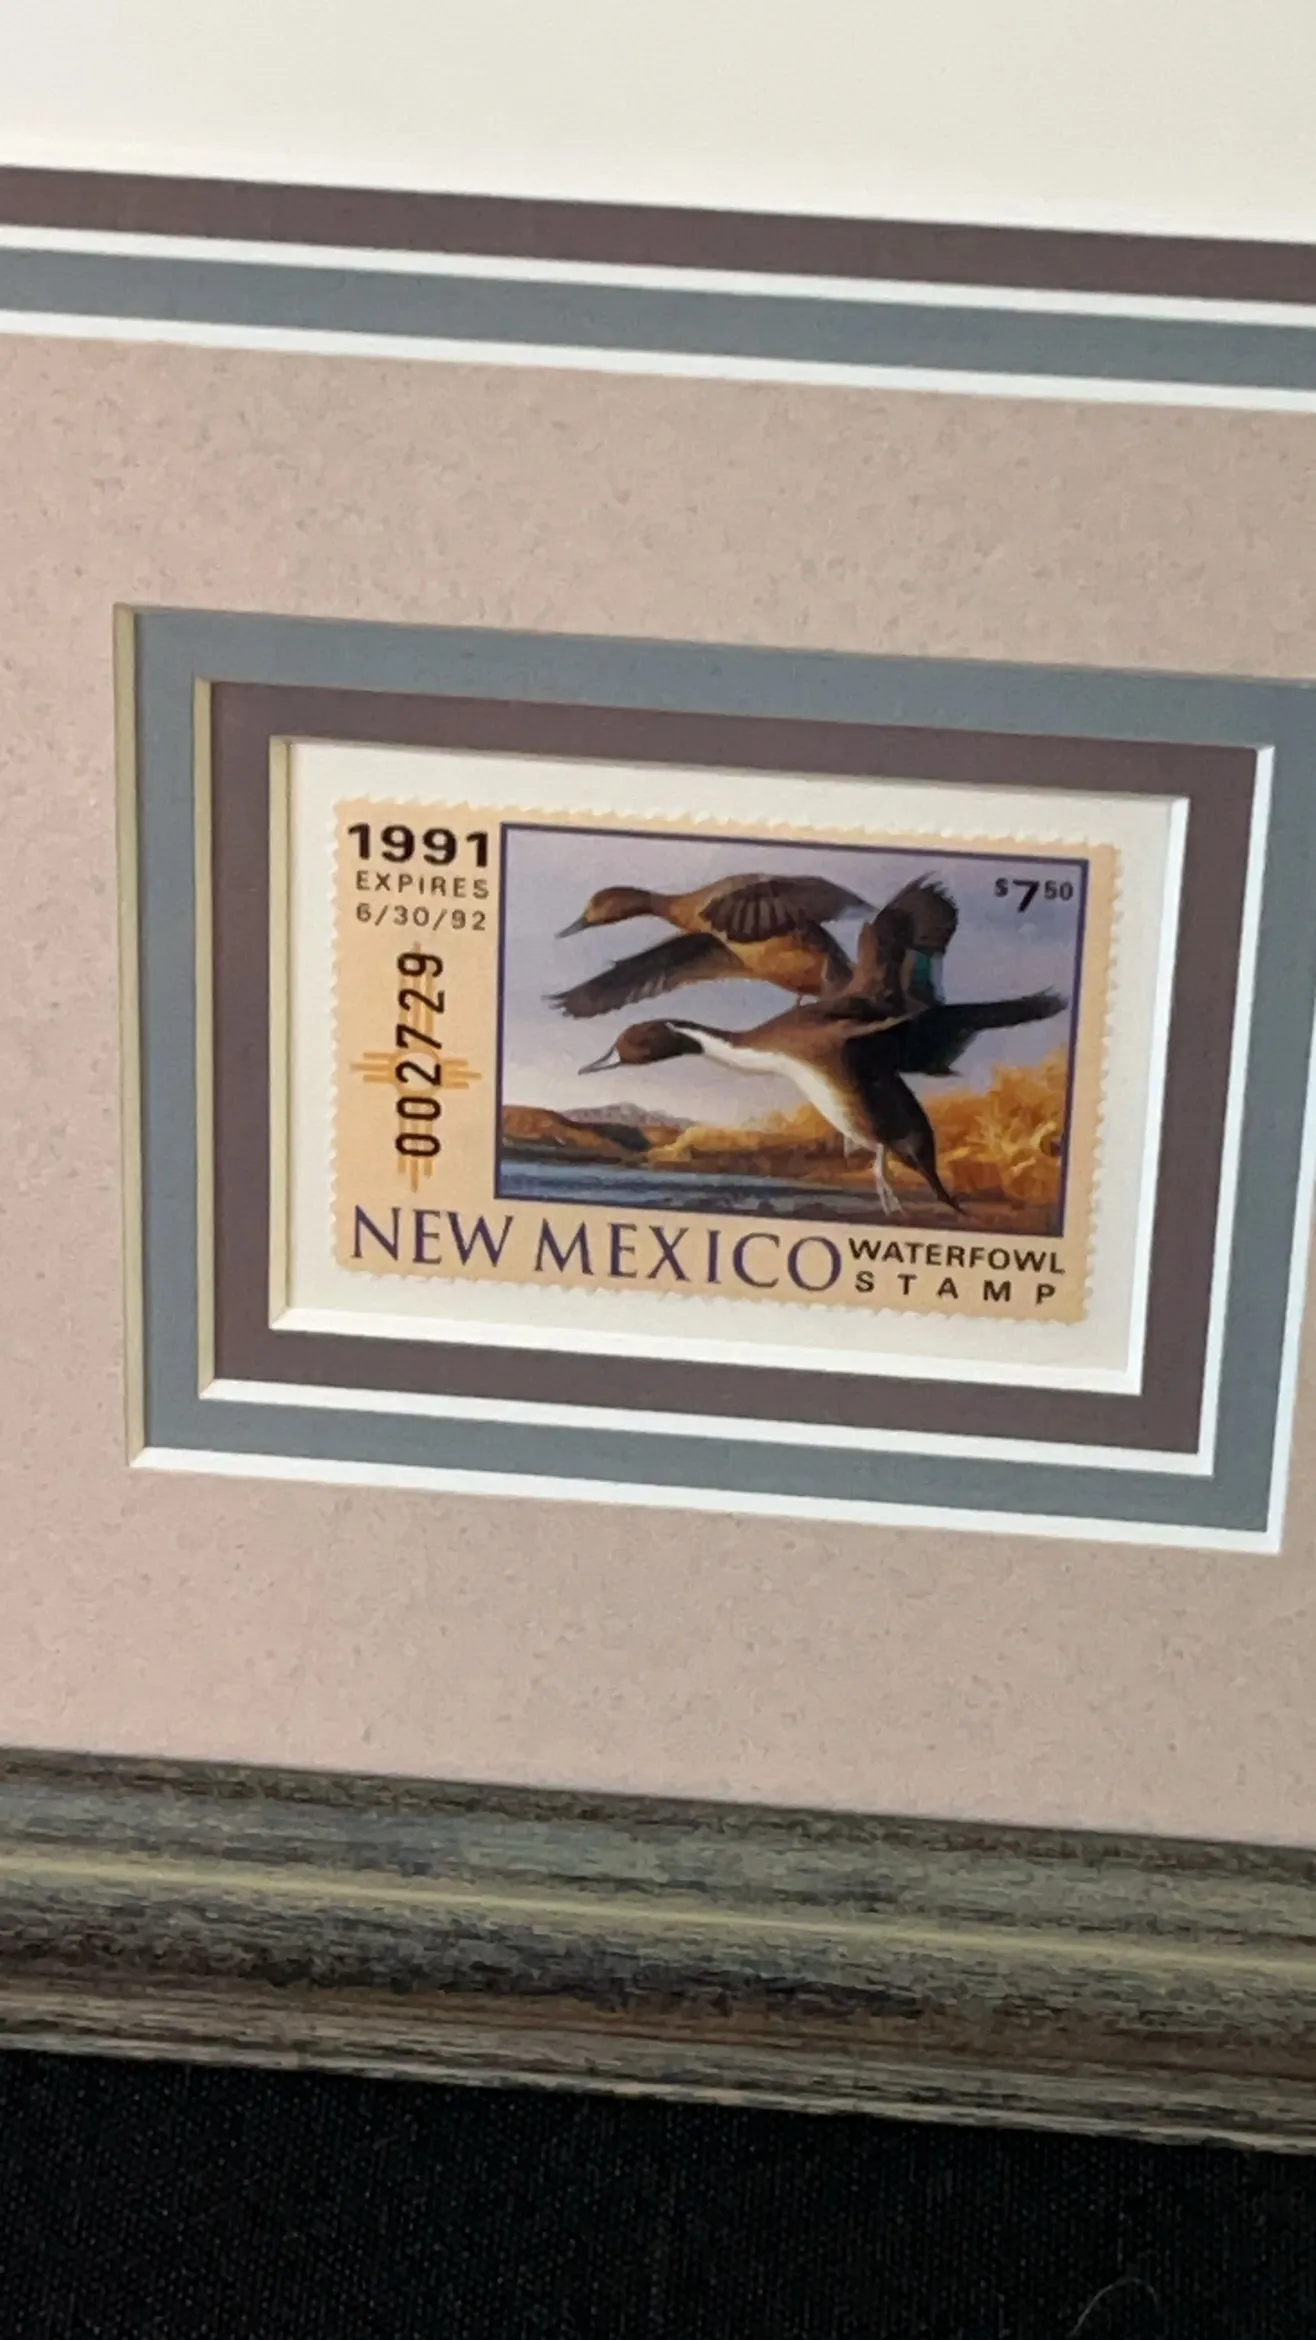 1991
EXPIRES
6/30/92
002729
$7 50
NEW MEXICO WATERFOWL
STAMP